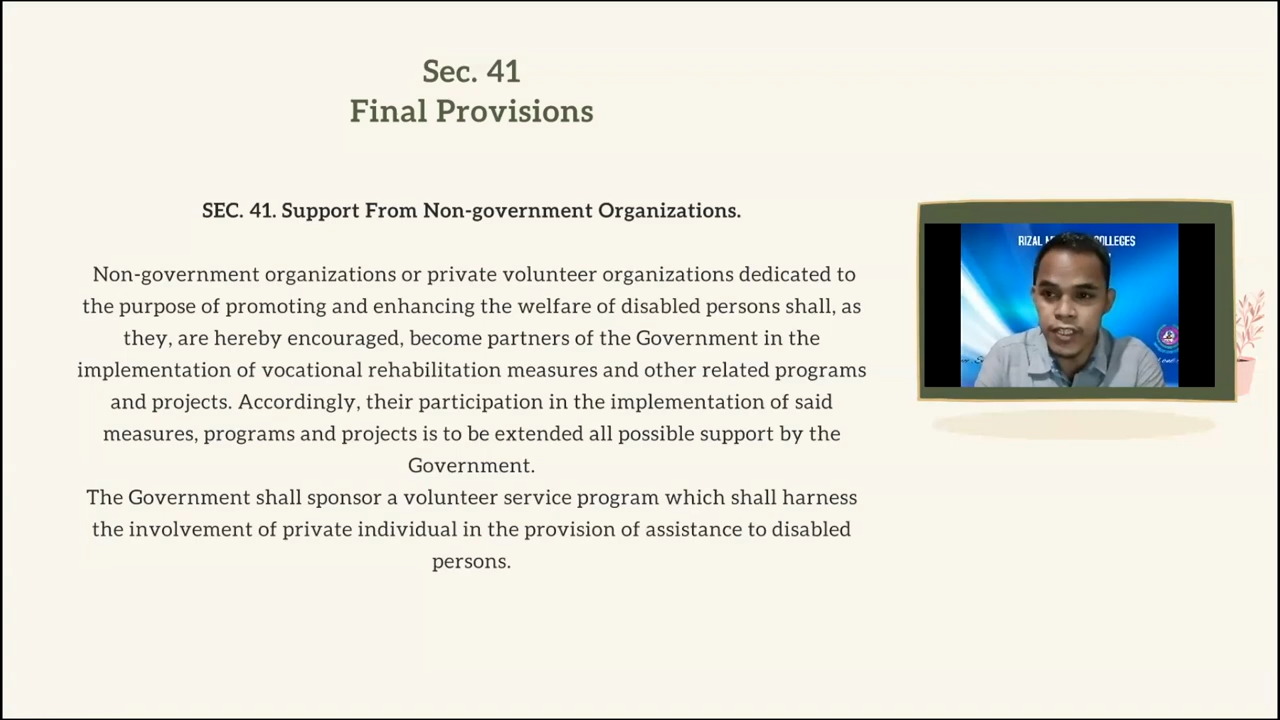 Sec. 41
Final Provisions
SEC. 41. Support From Non-government Organizations.
Non-government organizations or private volunteer organizations dedicated to
the purpose of promoting and enhancing the welfare of disabled persons shall, as
they, are hereby encouraged, become partners of the Government in the
implementation of vocational rehabilitation measures and other related programs
and projects. Accordingly, their participation in the implementation of said
measures, programs and projects is to be extended all possible support by the
Government.
The Government shall sponsor a volunteer service program which shall harness
the involvement of private individual in the provision of assistance to disabled
persons.
RIZAL COLLEGES